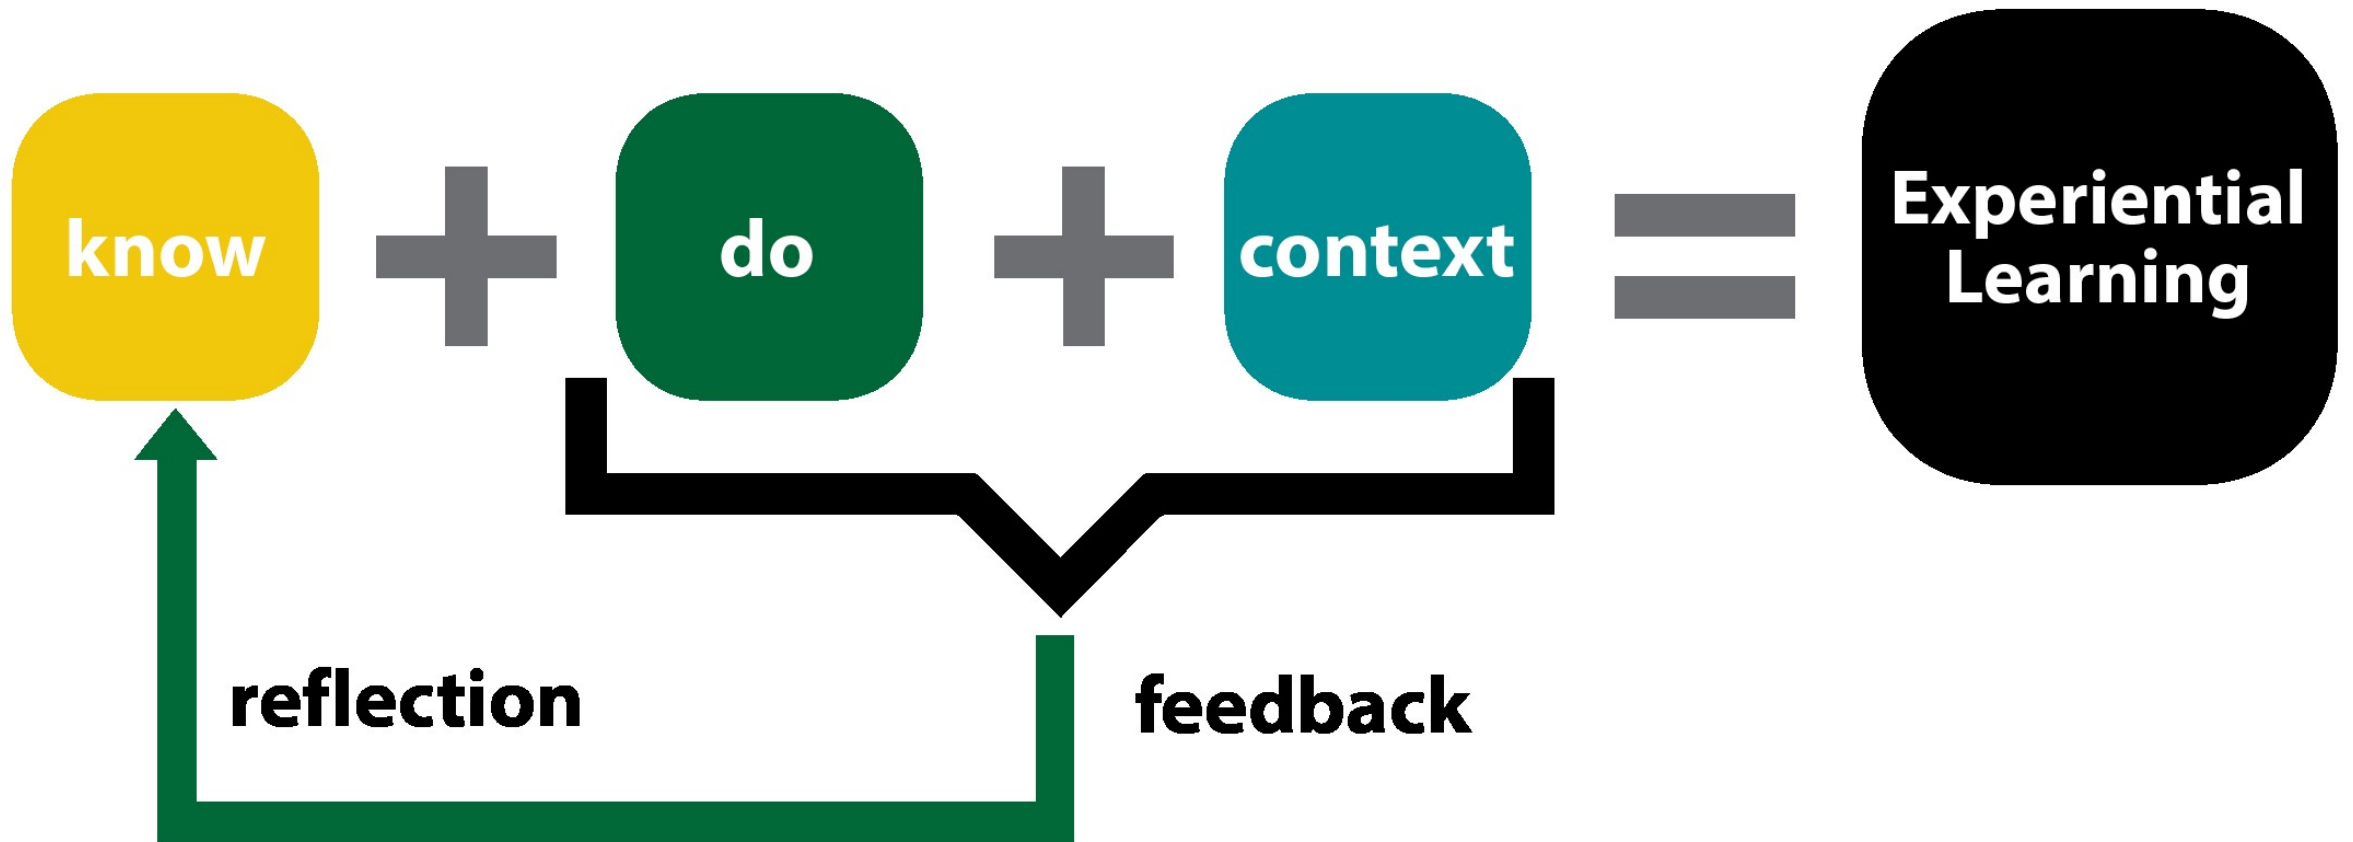 know
do
context
Experiential
Learning
reflection
feedback